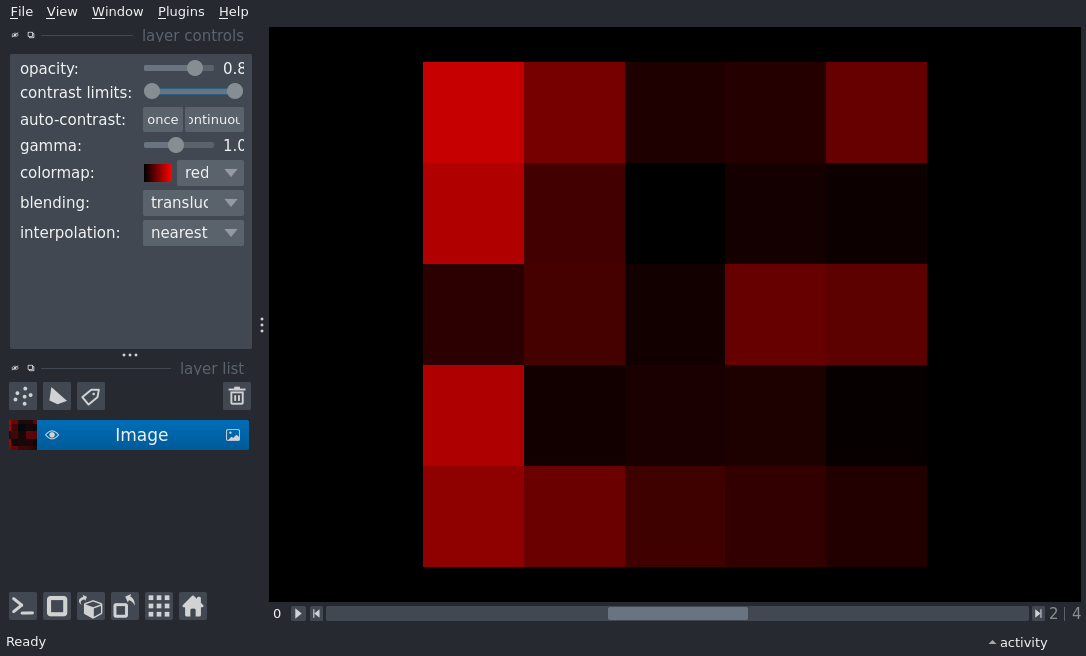 File View Window Plugins Help
layer controls
opacity: 0.8
contrast limits:
auto-contrast: once ontinuou
gamma: 1.0
colormap: red
blending: transluc
interpolation: nearest
layer list
Image
0 2 | 4
Ready
activity